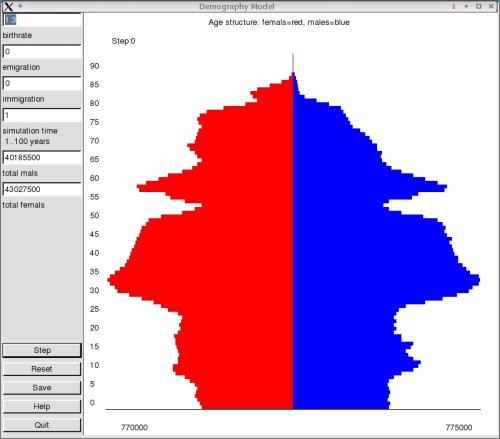 Demography Model
1.3
birthrate
0
emigration
0
immigration
1
simulation time
1..100 years
40185500
total mals
43027500
total femals
Step
Reset
Save
Help
Quit
Age structure: femals=red, males=blue
Step:0
90
85
80
75
70
65
60
55
50
45
40
35
30
25
20
15
10
5
0
770000
775000